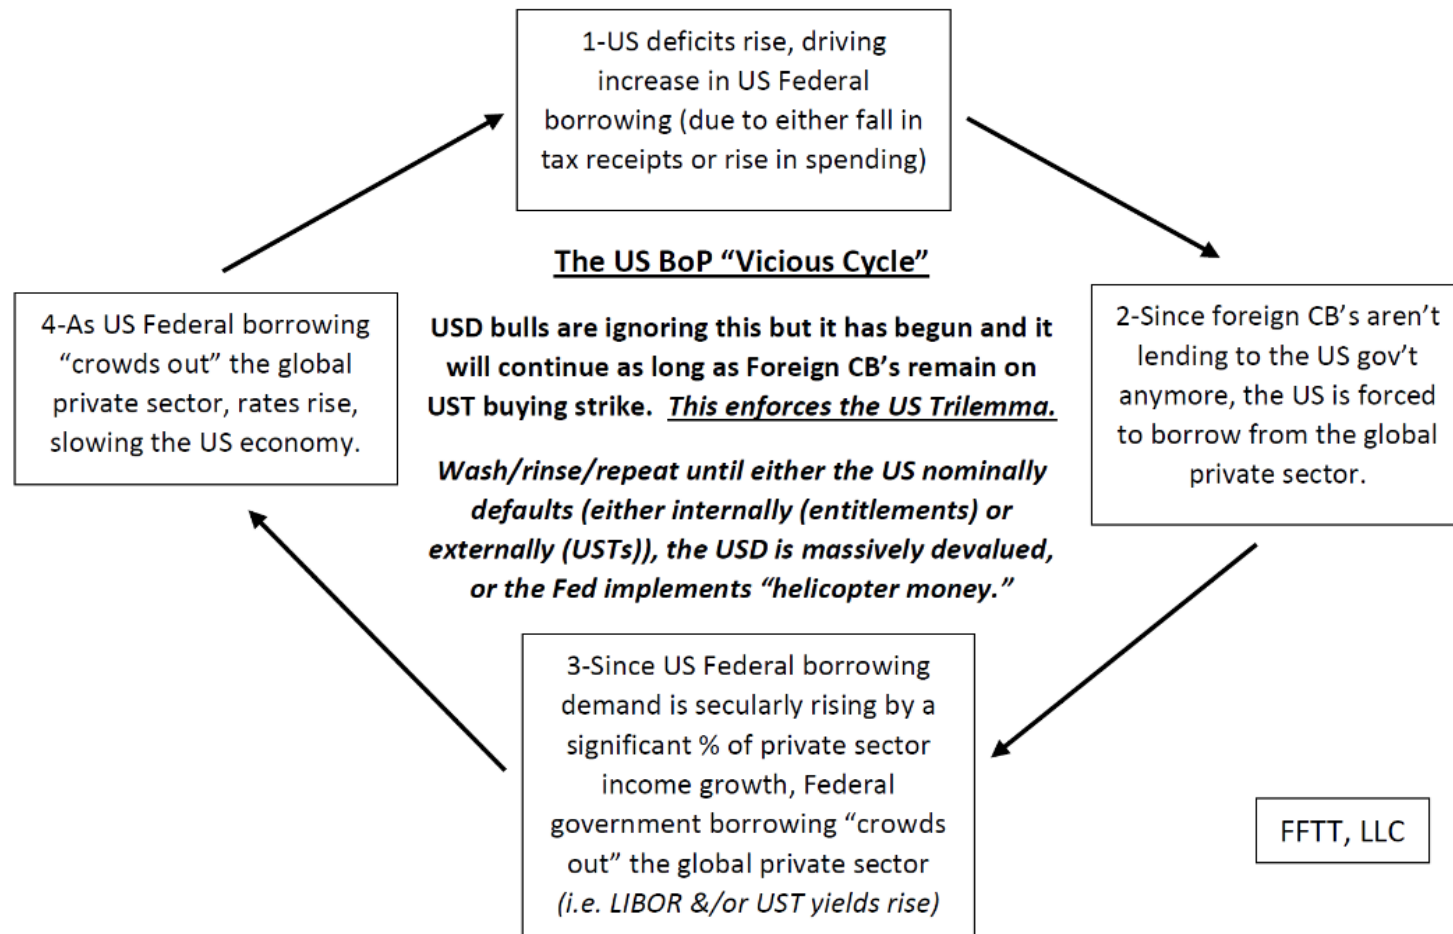 1-US deficits rise, driving
increase in US Federal
borrowing (due to either fall in
tax receipts or rise in spending)
The US BoP “Vicious Cycle”
USD bulls are ignoring this but it has begun and it
will continue as long as Foreign CB’s remain on
UST buying strike. This enforces the US Trilemma.
Wash/rinse/repeat until either the US nominally
defaults (either internally (entitlements) or
externally (USTs)), the USD is massively devalued,
or the Fed implements “helicopter money.”
2-Since foreign CB’s aren’t
lending to the US gov’t
anymore, the US is forced
to borrow from the global
private sector.
3-Since US Federal borrowing
demand is secularly rising by a
significant % of private sector
income growth, Federal
government borrowing “crowds
out” the global private sector
(i.e. LIBOR &/or UST yields rise)
4-As US Federal borrowing
“crowds out” the global
private sector, rates rise,
slowing the US economy.
FFTT, LLC